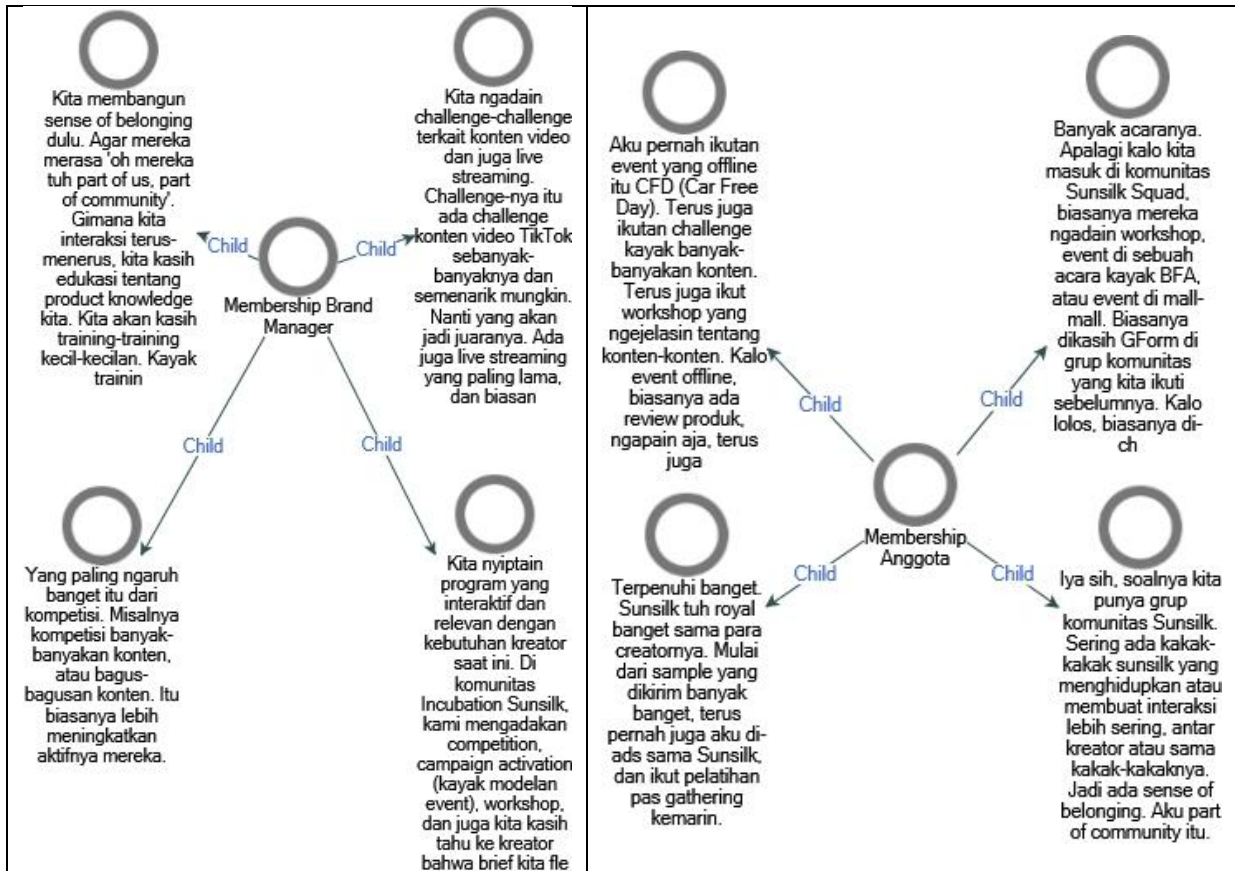 Kita membangun
sense of belonging
dulu. Agar mereka
merasa 'oh mereka
tuh part of us, part
of community'.
Gimana kita
interaksi terus-
menerus, kita kasih
edukasi tentang
product knowledge
kita. Kita akan kasih
training-training
kecil-kecilan. Kayak
trainin
Kita ngadain
challenge-challenge
terkait konten video
dan juga live
streaming.
Challenge-nya itu
ada challenge
konten video TikTok
sebanyak-
banyaknya dan
semenarik mungkin.
Nanti yang akan
jadi juaranya. Ada
juga live streaming
yang paling lama,
dan biasan
Child
Child
Membership Brand
Manager
Child
Child
Yang paling ngaruh
banget itu dari
kompetisi. Misalnya
kompetisi banyak-
banyakan konten,
atau bagus-
bagusan konten. Itu
biasanya lebih
meningkatkan
aktifnya mereka.
Kita nyiptain
program yang
interaktif dan
relevan dengan
kebutuhan kreator
saat ini. Di
komunitas
Incubation Sunsilk,
kami mengadakan
competition,
campaign activation
(kayak modelan
event), workshop,
dan juga kita kasih
tahu ke kreator
bahwa brief kita fle
Aku pernah ikutan
event yang offline
itu CFD (Car Free
Day). Terus juga
ikutan challenge
kayak banyak-
banyakan konten.
Terus juga ikut
workshop yang
ngejelasin tentang
konten-konten. Kalo
event offline,
biasanya ada
review produk,
ngapain aja, terus
juga
Banyak acaranya.
Apalagi kalo kita
masuk di komunitas
Sunsilk Squad,
biasanya mereka
ngadain workshop,
event di sebuah
acara kayak BFA,
atau event di mall-
mall. Biasanya
dikasih GForm di
grup komunitas
yang kita ikuti
sebelumnya. Kalo
lolos, biasanya di-
ch
Child
Child
Membership
Anggota
Child
Child
Terpenuhi banget.
Sunsilk tuh royal
banget sama para
creatornya. Mulai
dari sample yang
dikirim banyak
banget, terus
pernah juga aku di-
ads sama Sunsilk,
dan ikut pelatihan
pas gathering
kemarin.
Iya sih, soalnya kita
punya grup
komunitas Sunsilk.
Sering ada kakak-
kakak sunsilk yang
menghidupkan atau
membuat interaksi
lebih sering, antar
kreator atau sama
kakak-kakaknya.
Jadi ada sense of
belonging. Aku part
of community itu.